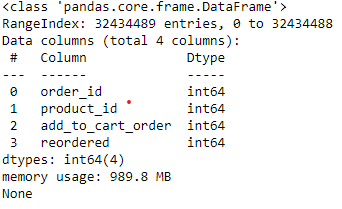 <class 'pandas.core.frame.DataFrame'>
RangeIndex: 32434489 entries, 0 to 32434488
Data columns (total 4 columns):
 #   Column             Dtype
---  ------             -----
 0   order_id           int64
 1   product_id         int64
 2   add_to_cart_order  int64
 3   reordered          int64
dtypes: int64(4)
memory usage: 989.8 MB
None